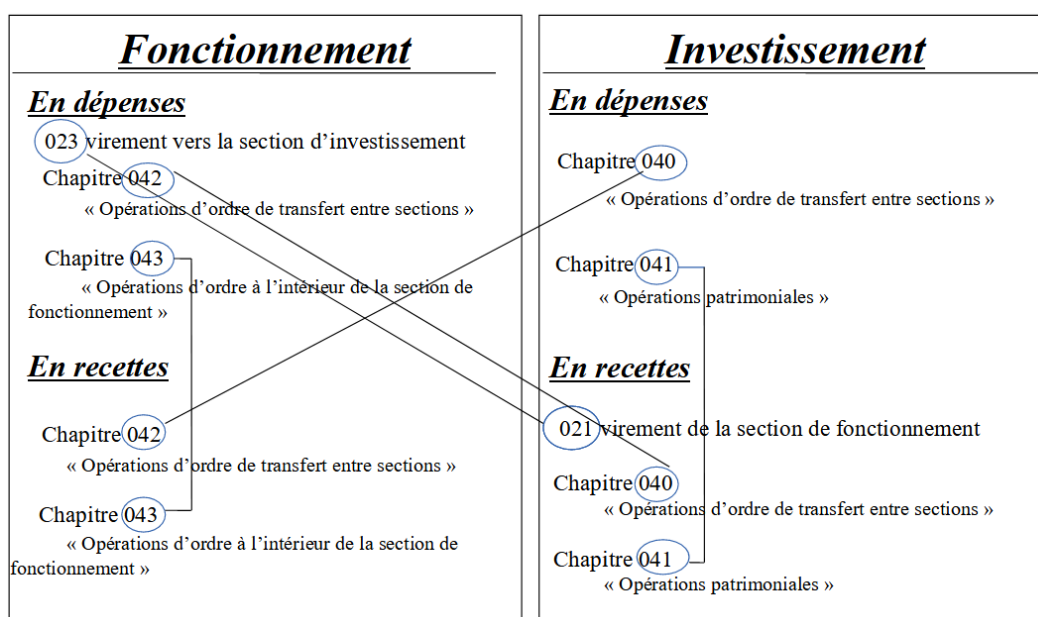 Fonctionnement
En dépenses
023 virement vers la section d’investissement
Chapitre 042
« Opérations d’ordre de transfert entre sections »
Chapitre 043
« Opérations d’ordre à l’intérieur de la section de
fonctionnement »
En recettes
Chapitre 042
« Opérations d’ordre de transfert entre sections »
Chapitre 043
« Opérations d’ordre à l’intérieur de la section de
fonctionnement »
Investissement
En dépenses
Chapitre 040
« Opérations d’ordre de transfert entre sections »
Chapitre 041
« Opérations patrimoniales »
En recettes
021 virement de la section de fonctionnement
Chapitre 040
« Opérations d’ordre de transfert entre sections »
Chapitre 041
« Opérations patrimoniales »